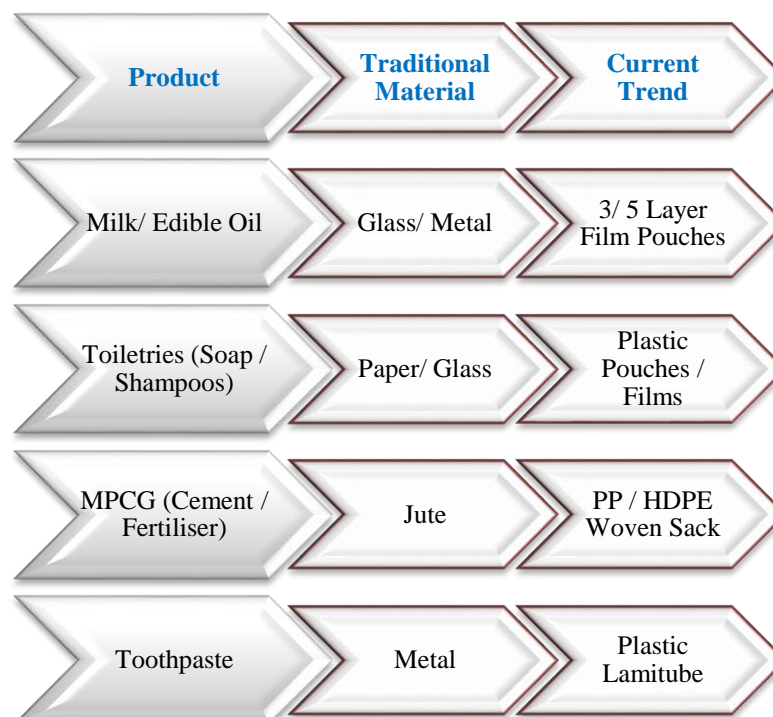 Product
Traditional
Material
Current
Trend
Milk/ Edible Oil
Glass/ Metal
3/ 5 Layer
Film Pouches
Toiletries (Soap /
Shampoos)
Paper/ Glass
Plastic
Pouches /
Films
MPCG (Cement /
Fertiliser)
Jute
PP / HDPE
Woven Sack
Toothpaste
Metal
Plastic
Lamitube